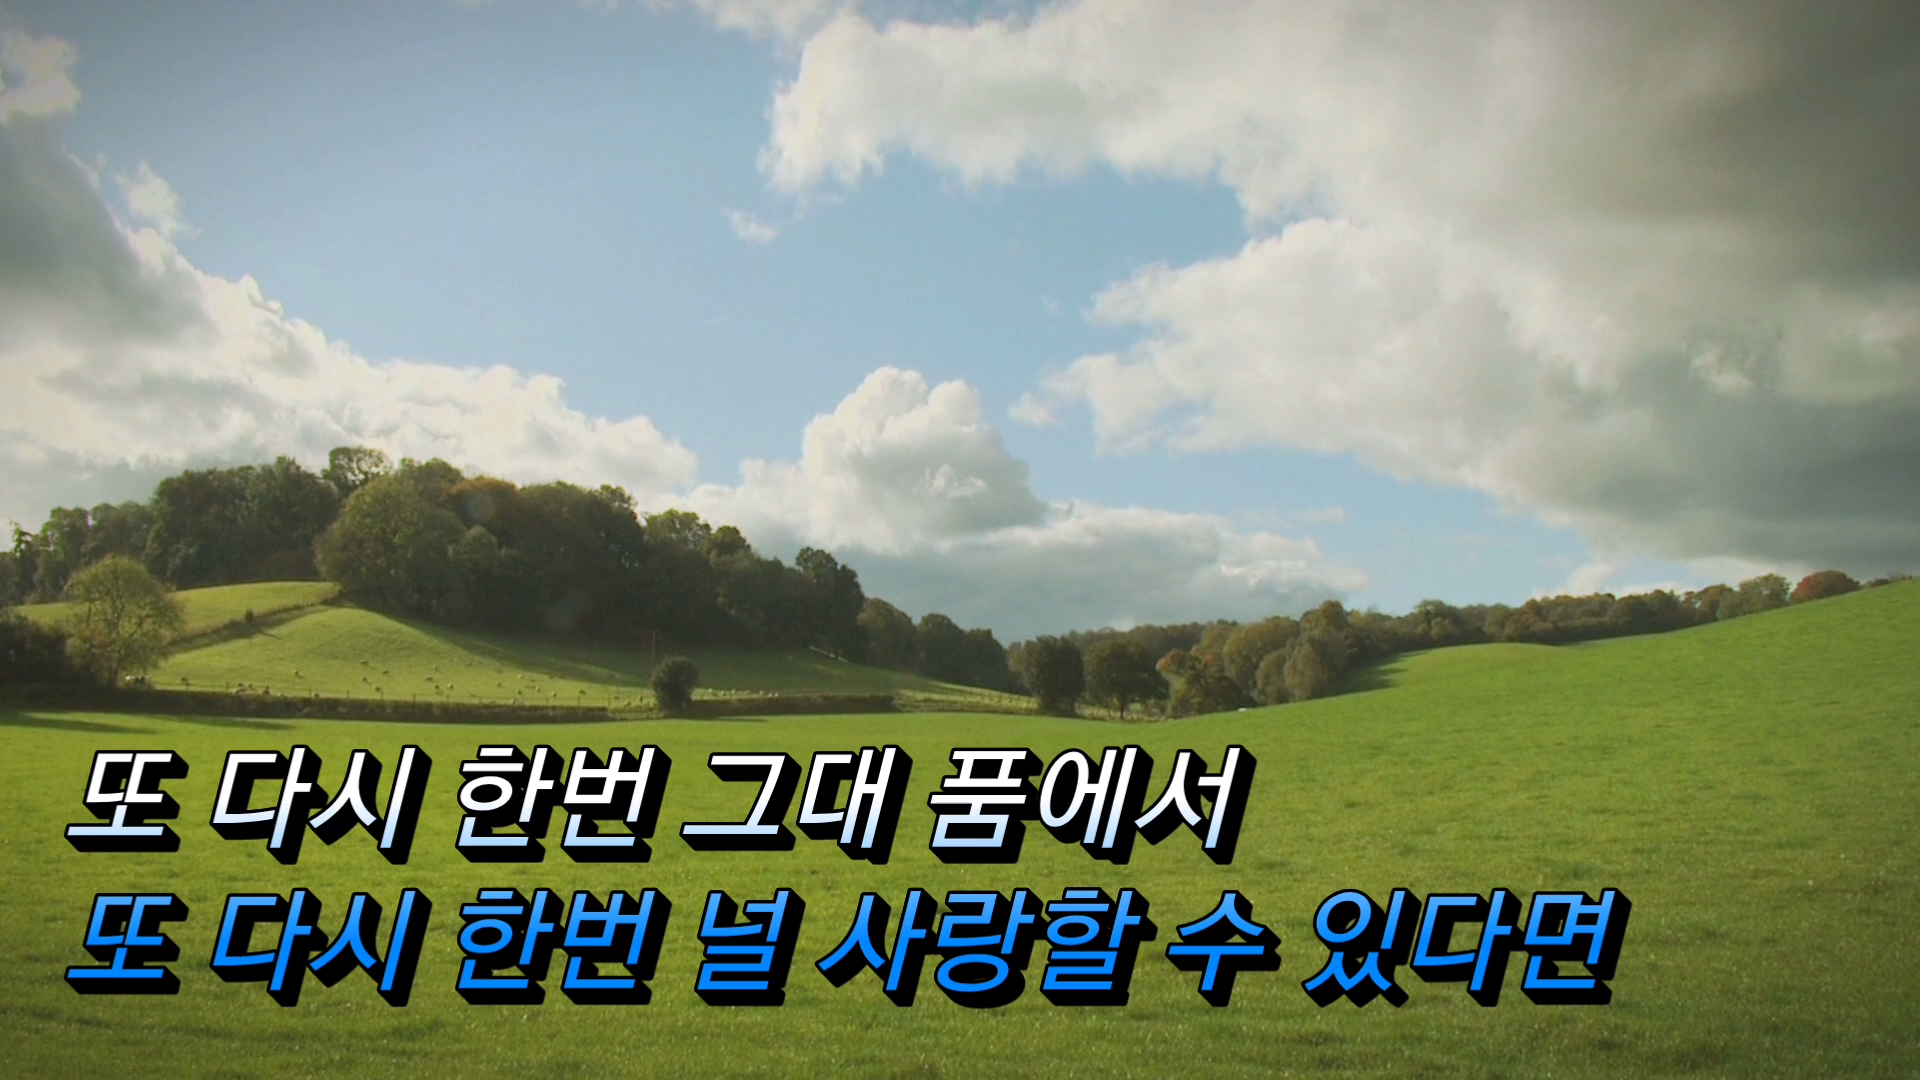 또 다시 한번 그대 품에서
또 다시 한번 널 사랑할 수 있다면